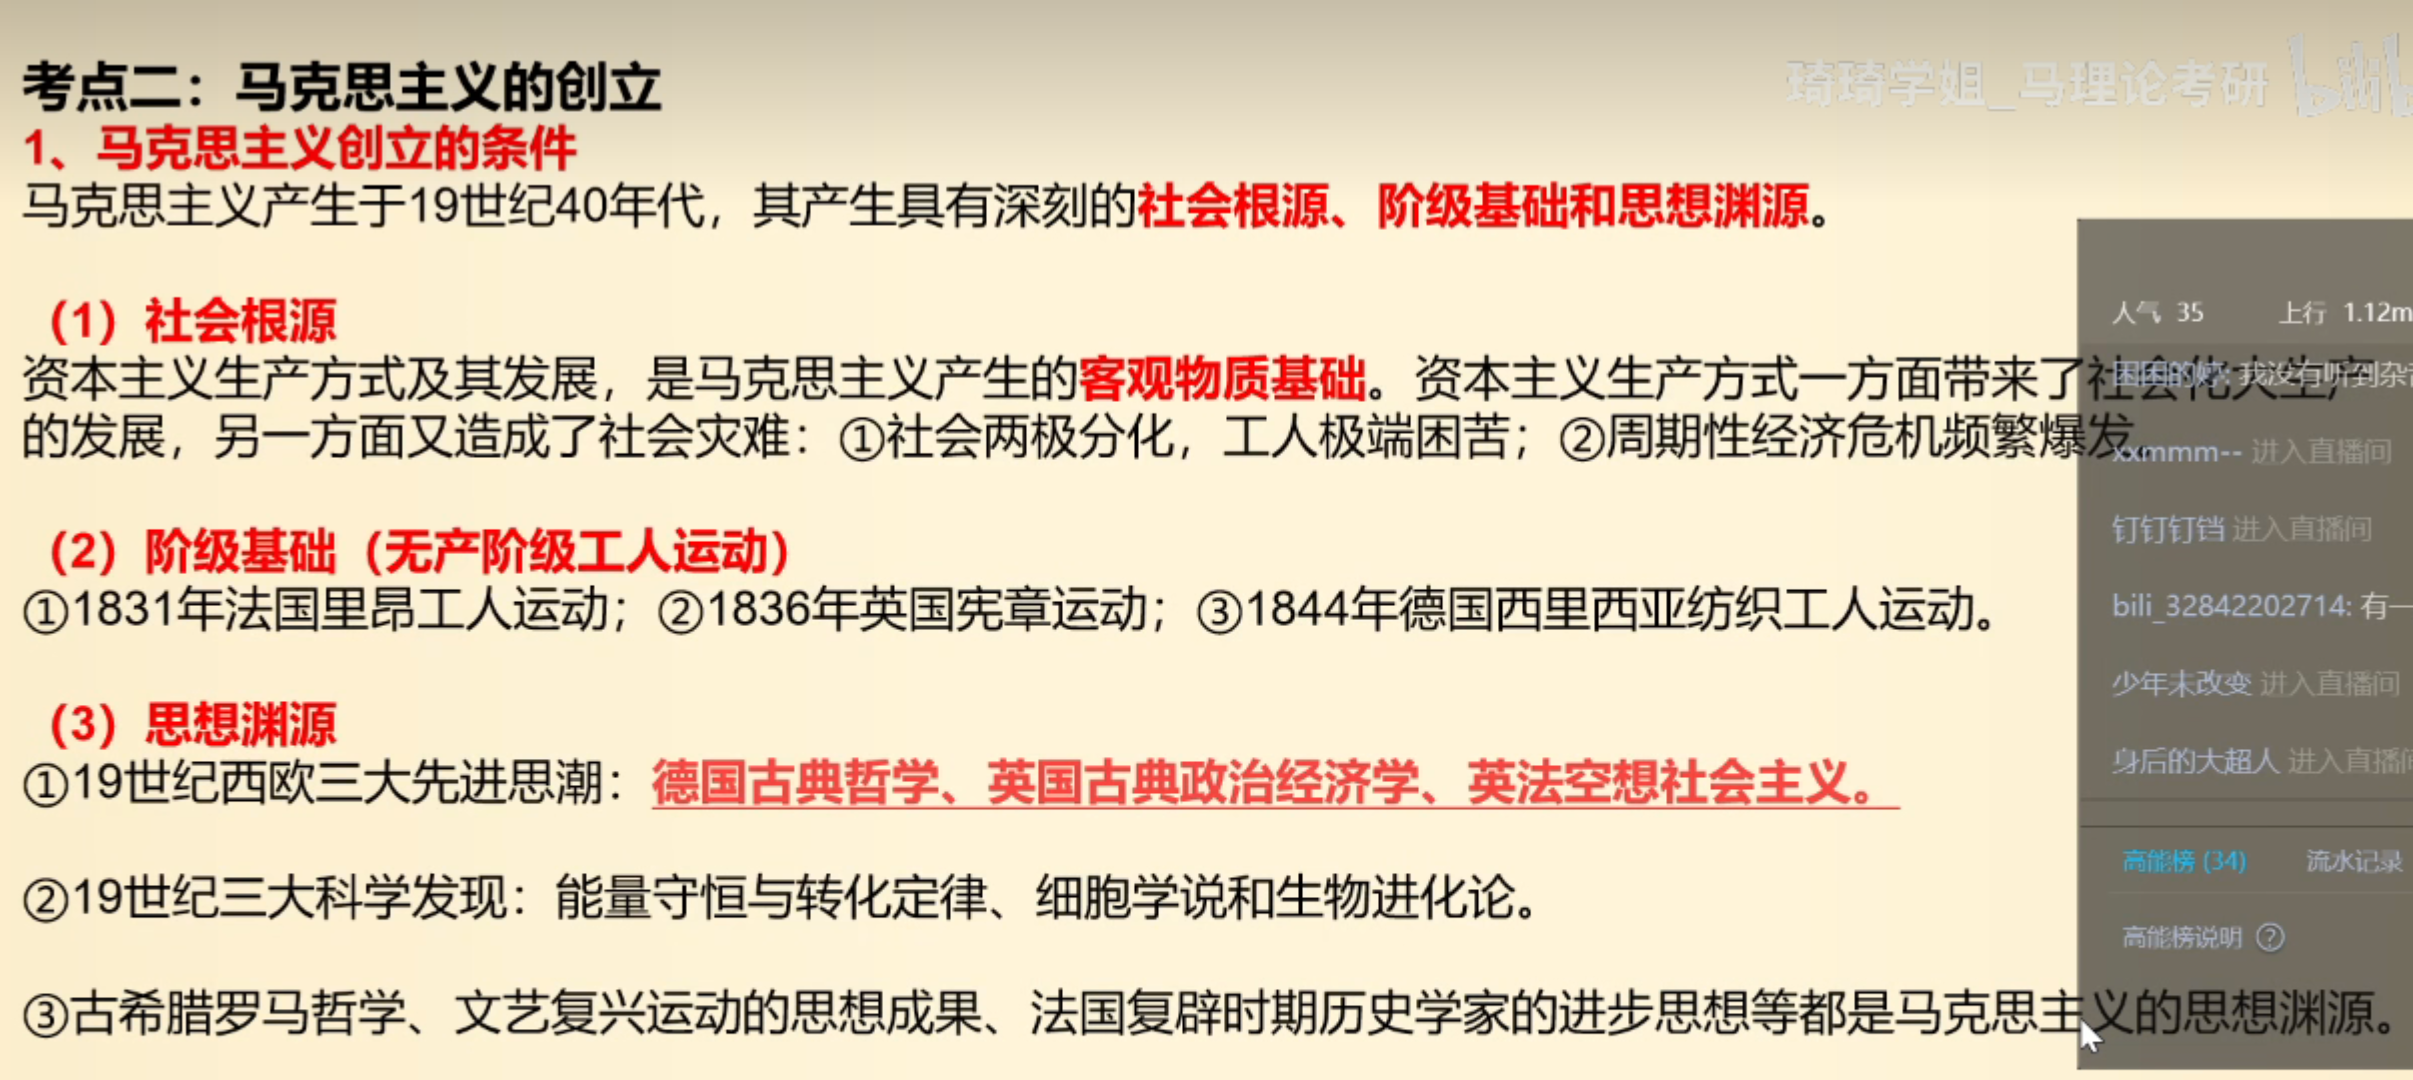 考点二：马克思主义的创立
琦琦学姐_马理论考研 bilib
1、马克思主义创立的条件
马克思主义产生于19世纪40年代，其产生具有深刻的社会根源、阶级基础和思想渊源。
（1）社会根源
资本主义生产方式及其发展，是马克思主义产生的客观物质基础。资本主义生产方式一方面带来了社会化大生产
的发展，另一方面又造成了社会灾难：①社会两极分化，工人极端困苦；②周期性经济危机频繁爆发。
（2）阶级基础（无产阶级工人运动）
①1831年法国里昂工人运动；②1836年英国宪章运动；③1844年德国西里西亚纺织工人运动。
（3）思想渊源
①19世纪西欧三大先进思潮：德国古典哲学、英国古典政治经济学、英法空想社会主义。
②19世纪三大科学发现：能量守恒与转化定律、细胞学说和生物进化论。
③古希腊罗马哲学、文艺复兴运动的思想成果、法国复辟时期历史学家的进步思想等都是马克思主义的思想渊源。
人气 35 上行 1.12m
我没有听到杂
xxmmm-- 进入直播间
钉钉钉铛 进入直播间
bili_32842202714: 有一
少年未改变 进入直播间
身后的大超人 进入直播间
高能榜 (34) 流水记录
高能榜说明 ?